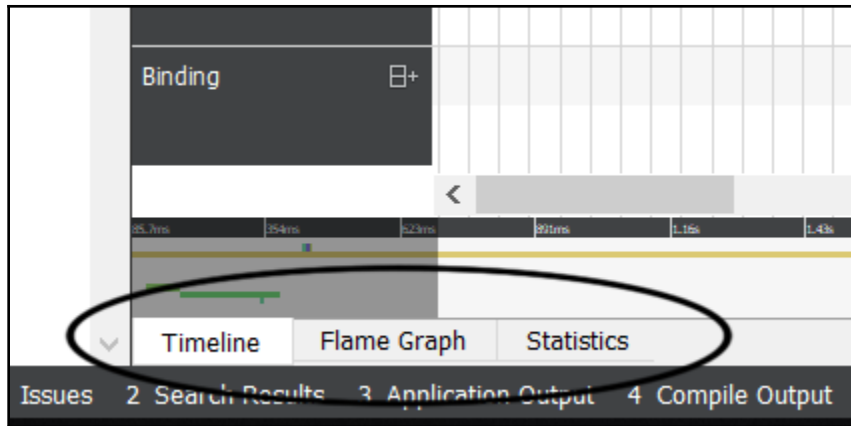 Binding
85.7ms 354ms 623ms 891ms 1.16s 1.43s
Timeline Flame Graph Statistics
Issues 2 Search Results 3 Application Output 4 Compile Output